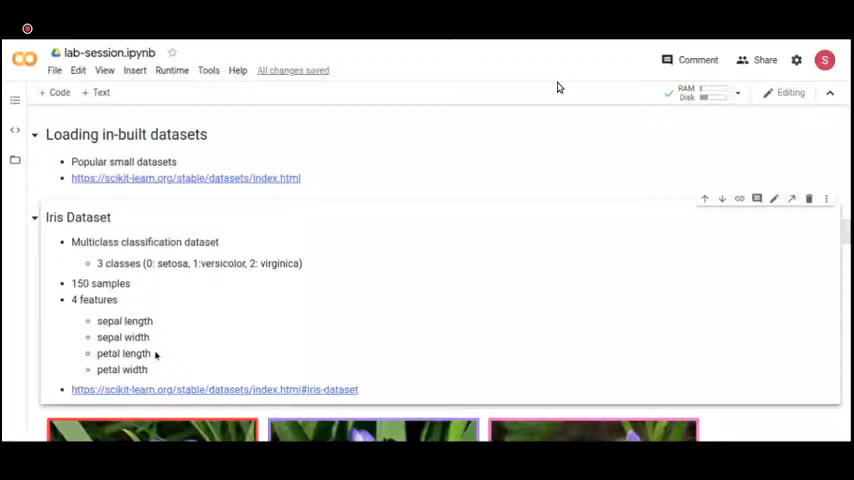 lab-session.ipynb
Comment
Share
S
File Edit View Insert Runtime Tools Help All changes saved
+ Code + Text
RAM
Disk
Editing
Loading in-built datasets
Popular small datasets
https://scikit-learn.org/stable/datasets/index.html
Iris Dataset
Multiclass classification dataset
3 classes (0: setosa, 1:versicolor, 2: virginica)
150 samples
4 features
sepal length
sepal width
petal length
petal width
https://scikit-learn.org/stable/datasets/index.html#iris-dataset